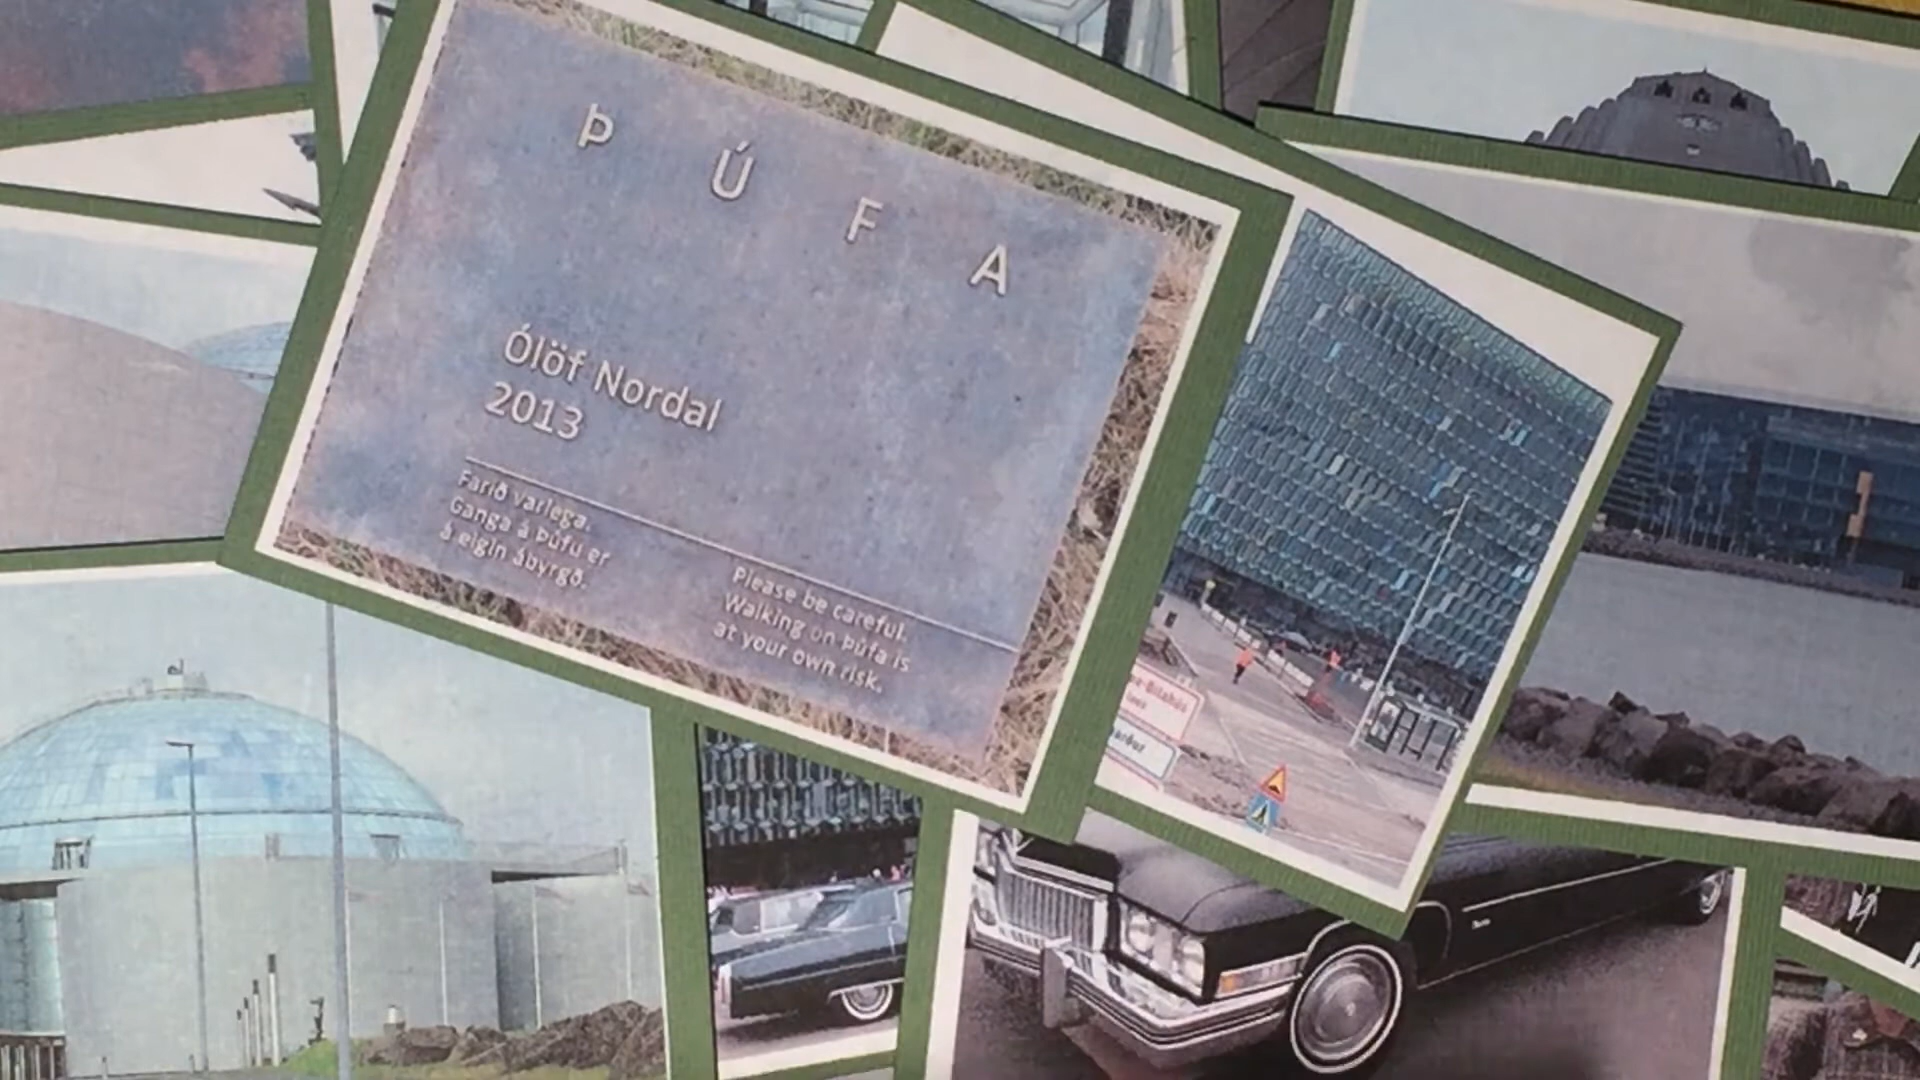 ÞÚFA
Ólöf Nordal
2013
Farið varlega.
Ganga á Þúfu er
á eigin ábyrgð.
Please be careful.
Walking on Þúfa is
at your own risk.